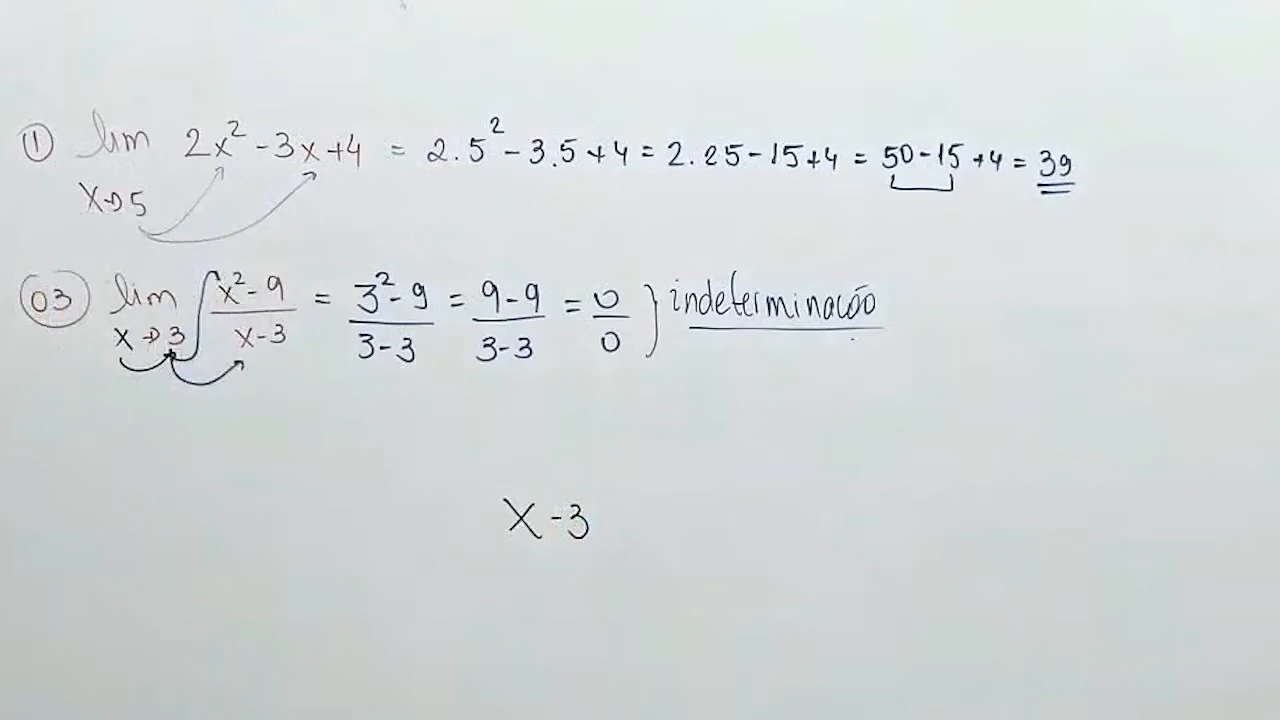 ① lim 2x² - 3x + 4 = 2.5² - 3.5 + 4 = 2.25 - 15 + 4 = 50 - 15 + 4 = 39
x→5
03 lim x² - 9 / x - 3 = 3² - 9 / 3 - 3 = 9 - 9 / 3 - 3 = 0 / 0 } indeterminação
x→3
x - 3